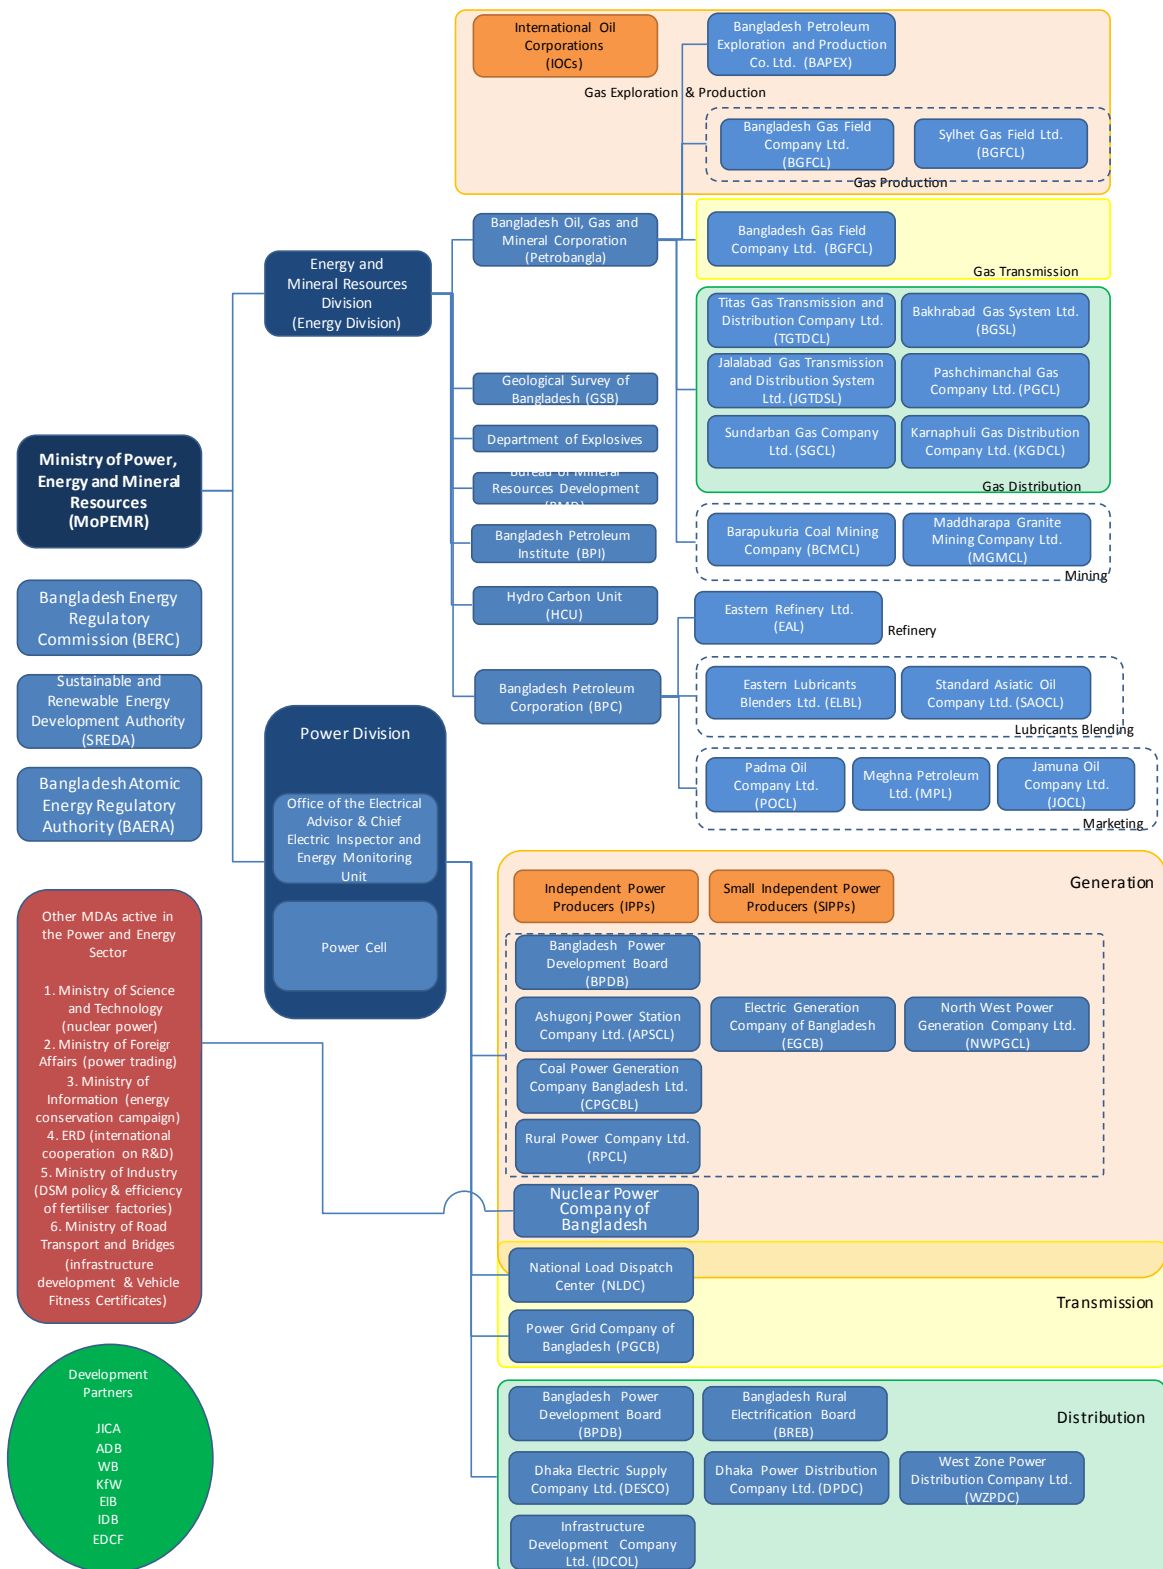 International Oil
Corporations
(IOCs)
Bangladesh Petroleum
Exploration and Production
Co. Ltd. (BAPEX)
Gas Exploration & Production
Bangladesh Gas Field
Company Ltd.
(BGFCL)
Sylhet Gas Field Ltd.
(BGFCL)
Gas Production
Bangladesh Oil, Gas and
Mineral Corporation
(Petrobangla)
Bangladesh Gas Field
Company Ltd. (BGFCL)
Gas Transmission
Energy and
Mineral Resources
Division
(Energy Division)
Titas Gas Transmission and
Distribution Company Ltd.
(TGTDCL)
Bakhrabad Gas System Ltd.
(BGSL)
Jalalabad Gas Transmission
and Distribution System
Ltd. (JGTDSL)
Pashchimanchal Gas
Company Ltd. (PGCL)
Sundarban Gas Company
Ltd. (SGCL)
Karnaphuli Gas Distribution
Company Ltd. (KGDCL)
Gas Distribution
Geological Survey of
Bangladesh (GSB)
Department of Explosives
Bureau of Mineral
Resources Development
(BMD)
Bangladesh Petroleum
Institute (BPI)
Hydro Carbon Unit
(HCU)
Barapukuria Coal Mining
Company (BCMCL)
Maddharapa Granite
Mining Company Ltd.
(MGMCL)
Mining
Ministry of Power,
Energy and Mineral
Resources
(MoPEMR)
Bangladesh Energy
Regulatory
Commission (BERC)
Sustainable and
Renewable Energy
Development Authority
(SREDA)
Bangladesh Atomic
Energy Regulatory
Authority (BAERA)
Eastern Refinery Ltd.
(EAL)
Refinery
Bangladesh Petroleum
Corporation (BPC)
Eastern Lubricants
Blenders Ltd. (ELBL)
Standard Asiatic Oil
Company Ltd. (SAOCL)
Lubricants Blending
Padma Oil
Company Ltd.
(POCL)
Meghna Petroleum
Ltd. (MPL)
Jamuna Oil
Company Ltd.
(JOCL)
Marketing
Power Division
Office of the Electrical
Advisor & Chief
Electric Inspector and
Energy Monitoring
Unit
Power Cell
Generation
Independent Power
Producers (IPPs)
Small Independent Power
Producers (SIPPs)
Bangladesh Power
Development Board
(BPDB)
Ashugonj Power Station
Company Ltd. (APSCL)
Electric Generation
Company of Bangladesh
(EGCB)
North West Power
Generation Company Ltd.
(NWPGCL)
Coal Power Generation
Company Bangladesh Ltd.
(CPGCBL)
Rural Power Company Ltd.
(RPCL)
Nuclear Power
Company of
Bangladesh
National Load Dispatch
Center (NLDC)
Transmission
Power Grid Company of
Bangladesh (PGCB)
Distribution
Bangladesh Power
Development Board
(BPDB)
Bangladesh Rural
Electrification Board
(BREB)
Dhaka Electric Supply
Company Ltd. (DESCO)
Dhaka Power Distribution
Company Ltd. (DPDC)
West Zone Power
Distribution Company Ltd.
(WZPDC)
Infrastructure
Development Company
Ltd. (IDCOL)
Other MDAs active in
the Power and Energy
Sector
1. Ministry of Science
and Technology
(nuclear power)
2. Ministry of Foreigr
Affairs (power trading)
3. Ministry of
Information (energy
conservation campaign)
4. ERD (international
cooperation on R&D)
5. Ministry of Industry
(DSM policy & efficiency
of fertiliser factories)
6. Ministry of Road
Transport and Bridges
(infrastructure
development & Vehicle
Fitness Certificates)
Development
Partners
JICA
ADB
WB
KfW
EIB
IDB
EDCF